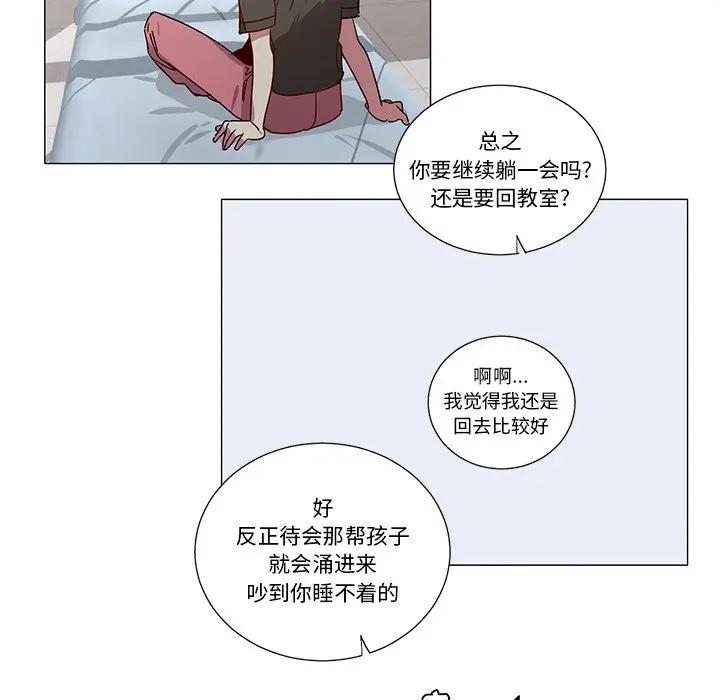 总之
你要继续躺一会吗?
还是要回教室?
啊啊...
我觉得我还是
回去比较好
好
反正待会那帮孩子
就会涌进来
吵到你睡不着的